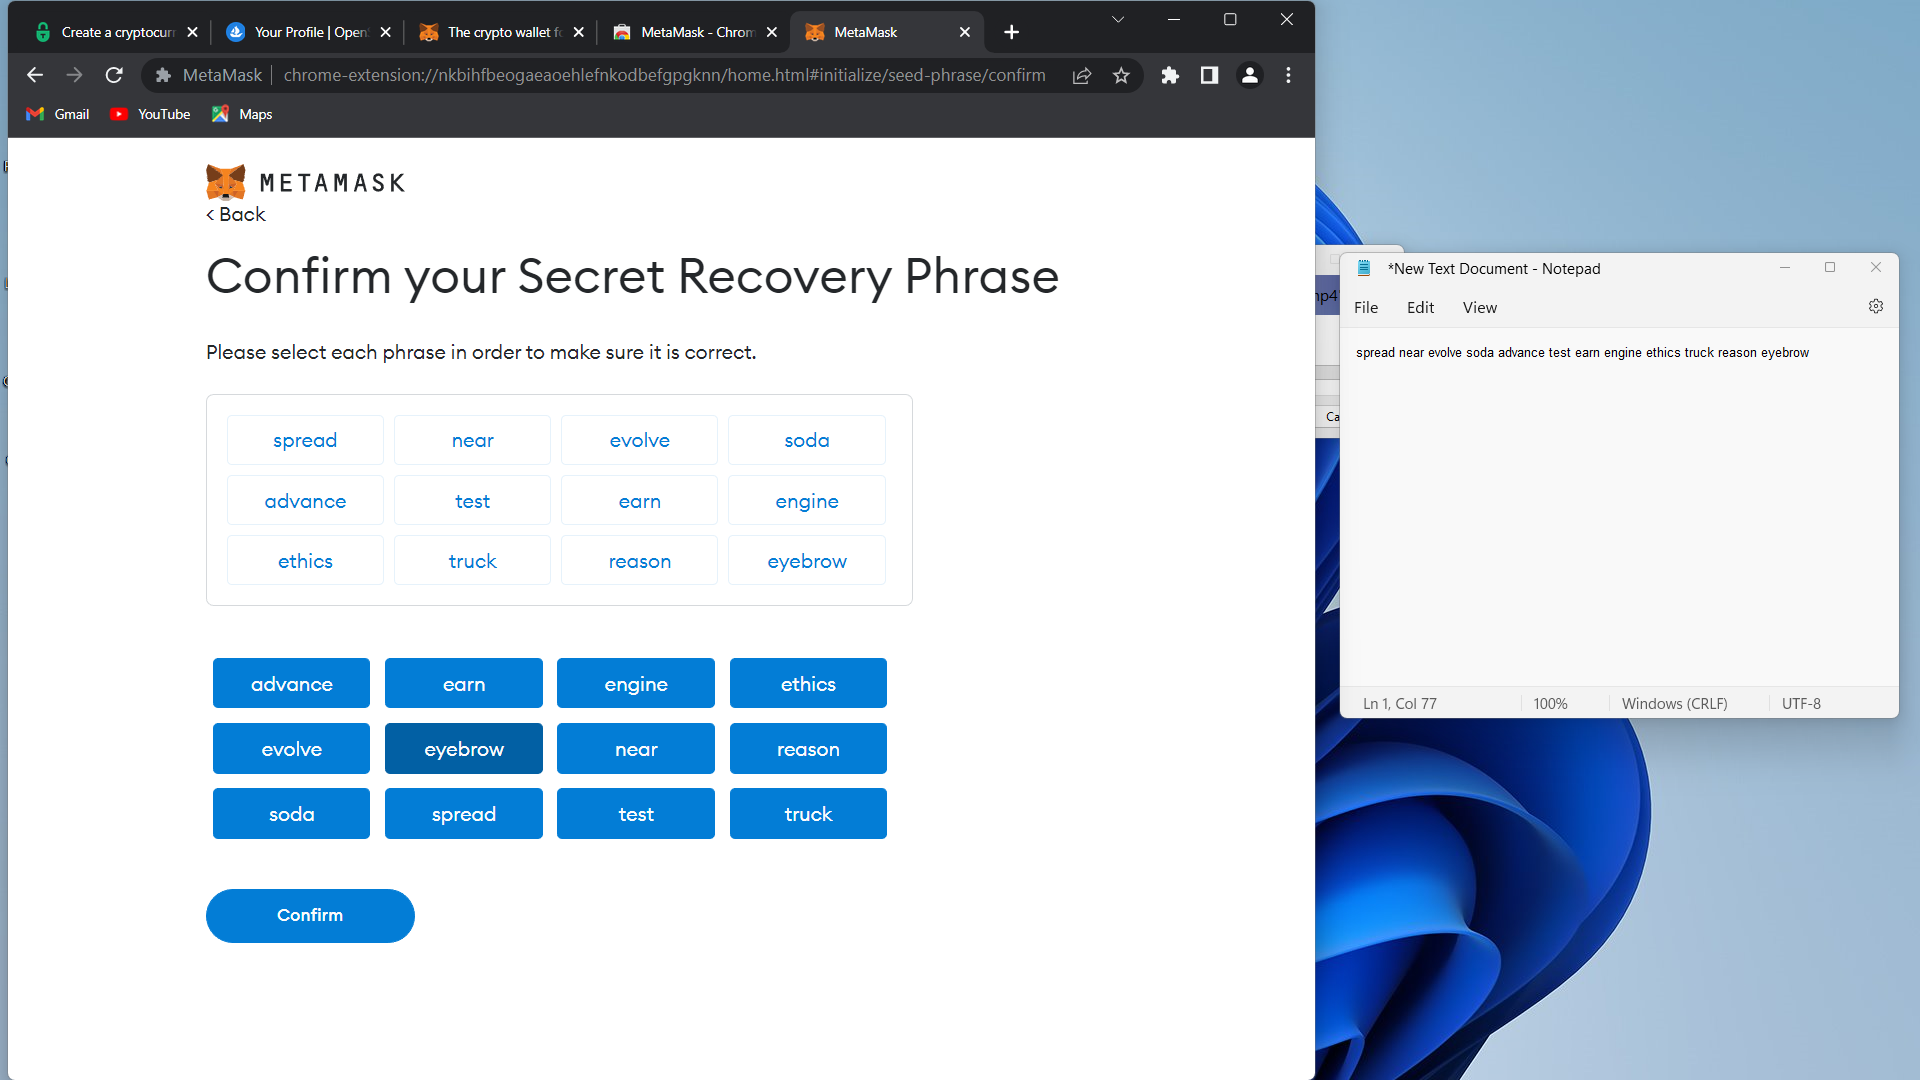 Create a cryptocurr
Your Profile | Open
The crypto wallet fo
MetaMask - Chrom
MetaMask
MetaMask
chrome-extension://nkbihfbeogaeaoehlefnkodbefgpgknn/home.html#initialize/seed-phrase/confirm
Gmail
YouTube
Maps
METAMASK
< Back
Confirm your Secret Recovery Phrase
Please select each phrase in order to make sure it is correct.
spread near evolve soda
advance test earn engine
ethics truck reason eyebrow
advance earn engine ethics
evolve eyebrow near reason
soda spread test truck
Confirm
np4
Ca
*New Text Document - Notepad
File Edit View
spread near evolve soda advance test earn engine ethics truck reason eyebrow
Ln 1, Col 77 100% Windows (CRLF) UTF-8